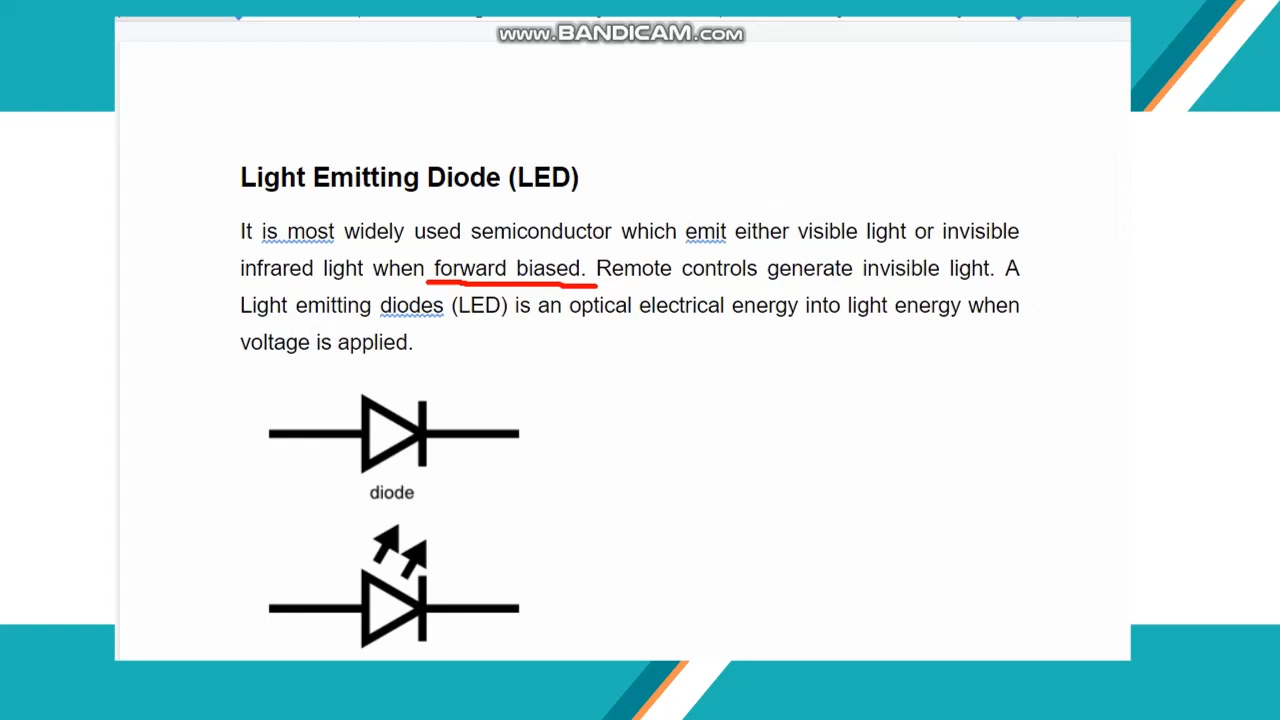 www.BANDICAM.com
Light Emitting Diode (LED)
It is most widely used semiconductor which emit either visible light or invisible
infrared light when forward biased. Remote controls generate invisible light. A
Light emitting diodes (LED) is an optical electrical energy into light energy when
voltage is applied.
diode